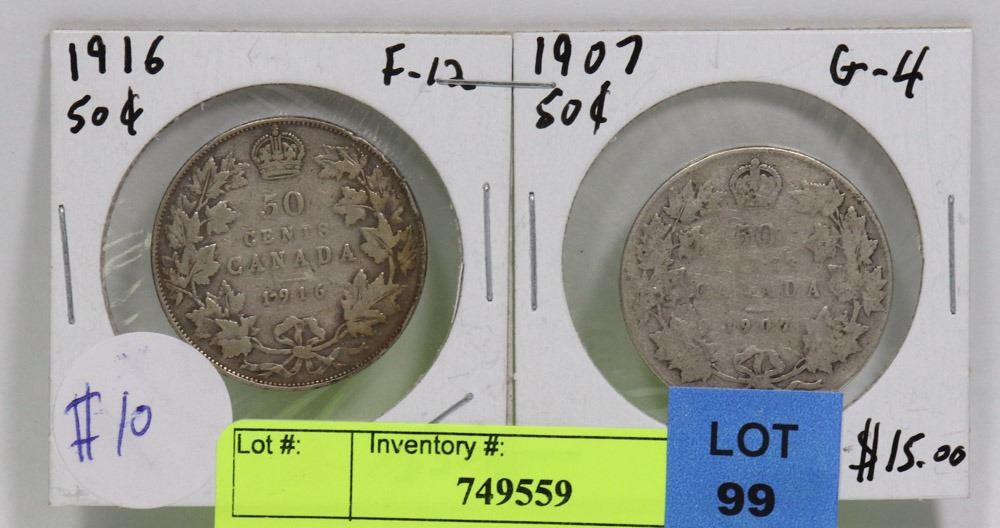 1916 F-12
50¢
50
CENTS
CANADA
1916
#10
1907 G-4
50¢
50
CANADA
1907
$15.00
Lot #: Inventory #:
749559
LOT
99